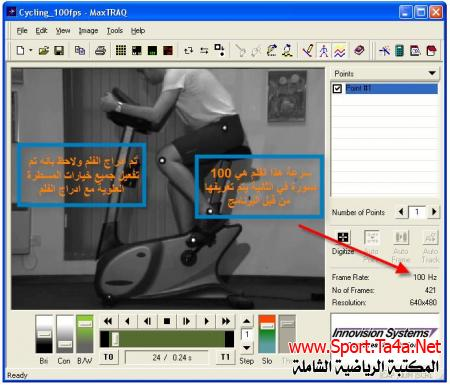 Cycling_100fps - MaxTRAQ
File Edit View Image Tools Help
Points
Point #1
تم ادراج الفلم ولاحظ بانه تم
تفعيل جميع خيارات المسطرة
العلوية مع ادراج الفلم
سرعة هذا الفلم هي 100
صورة في الثانية يتم تعريفها
من قبل البرنامج
Number of Points 1
Digitize Auto Auto Auto
Frame Track
Frame Rate: 100 Hz
No of Frames: 421
Resolution: 640x480
Innovision Systems
Bri Con B/W T0 24 / 0.24 s T1 Step 1 Slo
www.Sport.Ta4a.Net
المكتبة الرياضية الشاملة
Ready